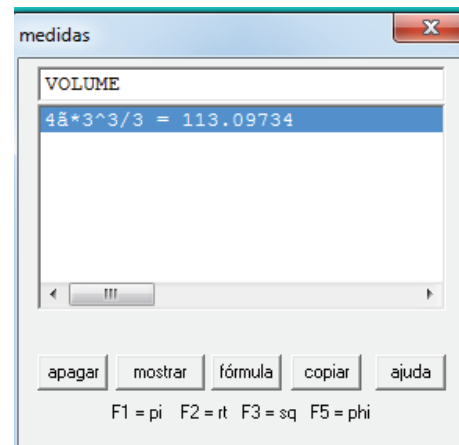 medidas
VOLUME
4ã*3^3/3 = 113.09734
apagar mostrar fórmula copiar ajuda
F1 = pi F2 = rt F3 = sq F5 = phi